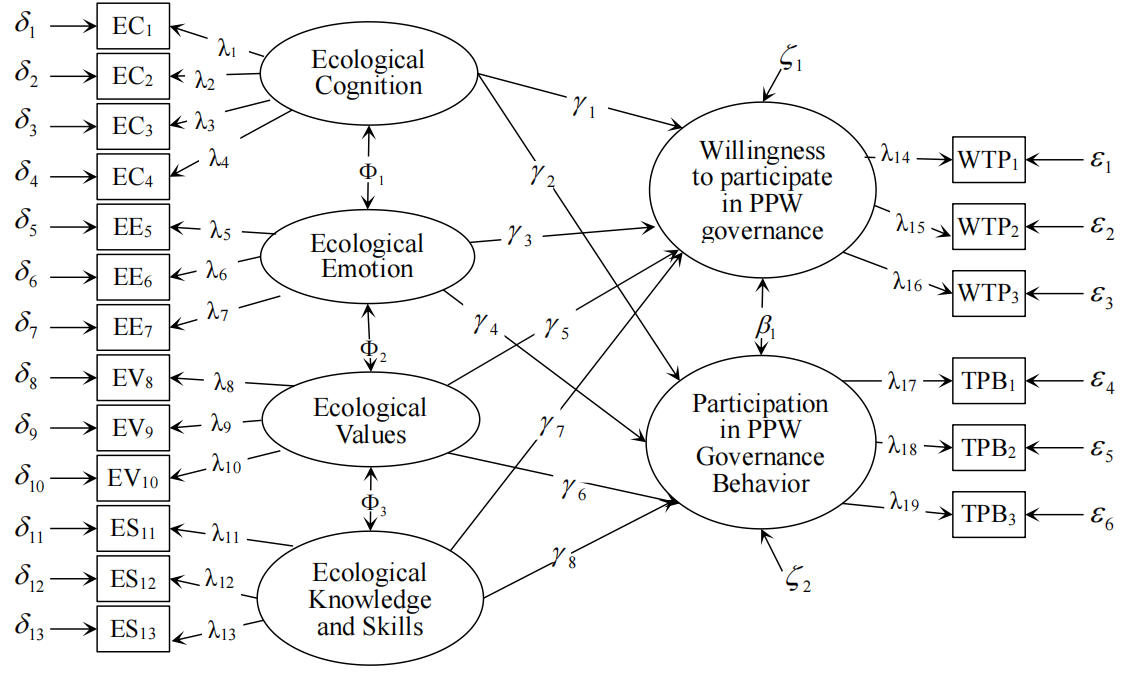 δ1
EC1
λ1
δ2
EC2
λ2
δ3
EC3
λ3
δ4
EC4
λ4
δ5
EE5
λ5
δ6
EE6
λ6
δ7
EE7
λ7
δ8
EV8
λ8
δ9
EV9
λ9
δ10
EV10
λ10
δ11
ES11
λ11
δ12
ES12
λ12
δ13
ES13
λ13
Ecological
Cognition
Φ1
Ecological
Emotion
Φ2
Ecological
Values
Φ3
Ecological
Knowledge
and Skills
γ1
γ2
γ3
γ4
γ5
γ7
γ6
γ8
ζ1
Willingness
to participate
in PPW
governance
β1
Participation
in PPW
Governance
Behavior
ζ2
λ14
WTP1
ε1
λ15
WTP2
ε2
λ16
WTP3
ε3
λ17
TPB1
ε4
λ18
TPB2
ε5
λ19
TPB3
ε6